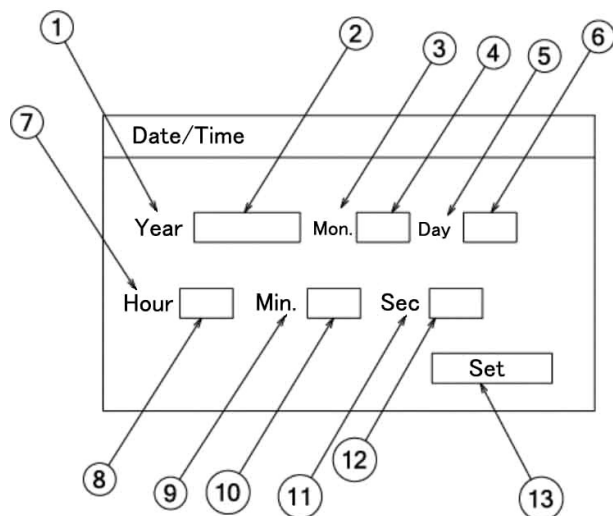 1 2 3 4 5 6
7
Date/Time
Year Mon. Day
Hour Min. Sec
Set
8 9 10 11 12 13